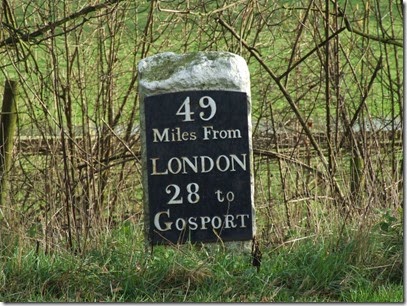 49
Miles From
LONDON
28 to
GOSPORT